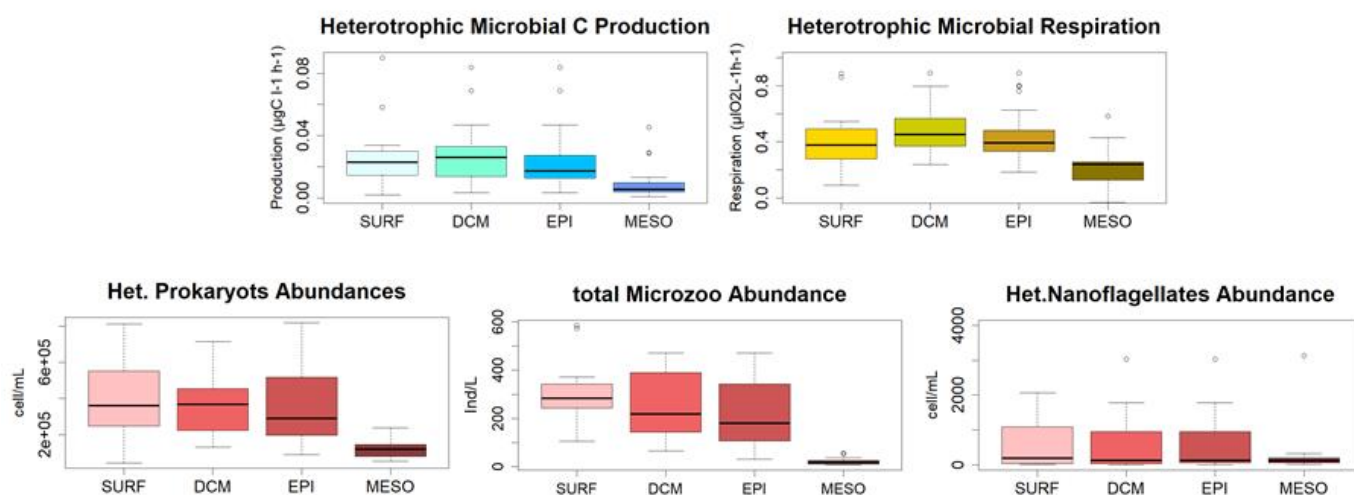 Heterotrophic Microbial C Production
Production (µgC l-1 h-1)
0.08
0.04
0.00
SURF DCM EPI MESO
Heterotrophic Microbial Respiration
Respiration (µlO2L-1h-1)
0.8
0.4
0.0
SURF DCM EPI MESO
Het. Prokaryots Abundances
cell/mL
6e+05
2e+05
SURF DCM EPI MESO
total Microzoo Abundance
Ind/L
600
400
200
0
SURF DCM EPI MESO
Het.Nanoflagellates Abundance
cell/mL
4000
2000
0
SURF DCM EPI MESO